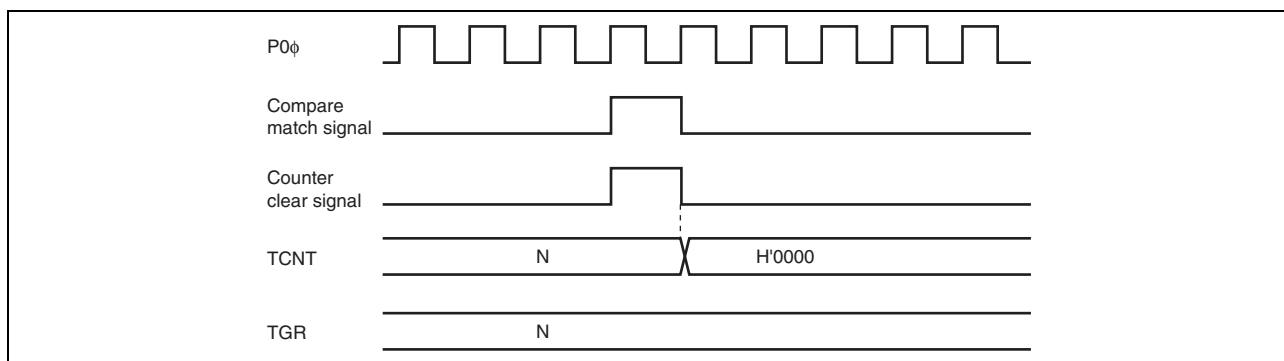 P0ϕ
Compare
match signal
Counter
clear signal
TCNT
N
H'0000
TGR
N